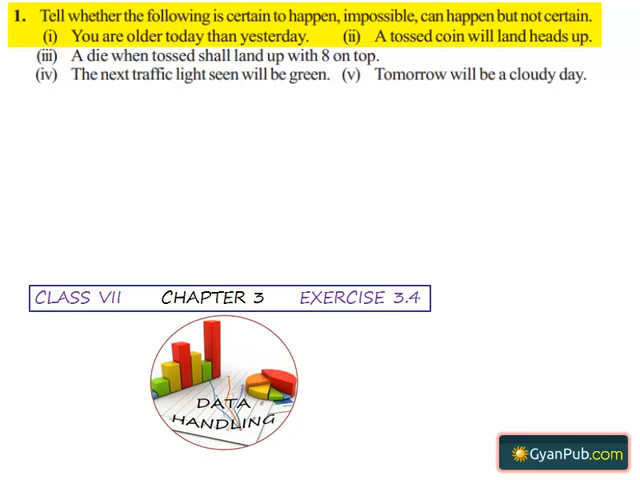 1. Tell whether the following is certain to happen, impossible, can happen but not certain.
(i) You are older today than yesterday. (ii) A tossed coin will land heads up.
(iii) A die when tossed shall land up with 8 on top.
(iv) The next traffic light seen will be green. (v) Tomorrow will be a cloudy day.
CLASS VII CHAPTER 3 EXERCISE 3.4
DATA
HANDLING
GyanPub.com